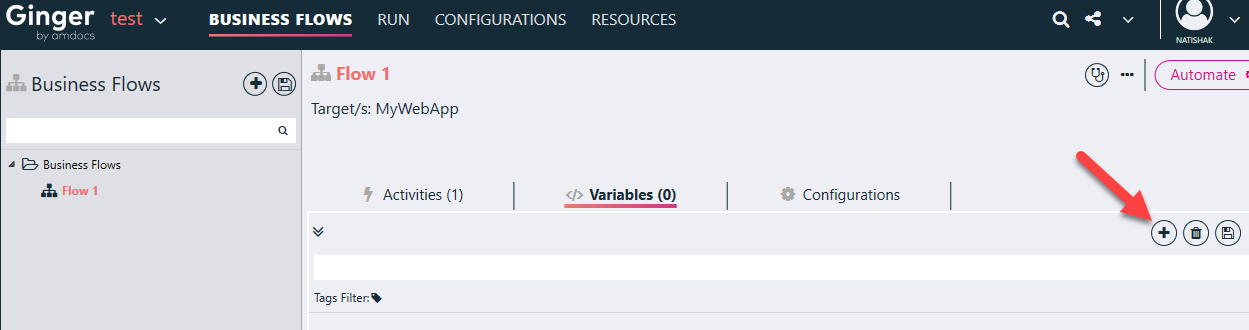 Ginger test BUSINESS FLOWS RUN CONFIGURATIONS RESOURCES
by amdocs
NATISHAK
Business Flows
Flow 1
Automate
Target/s: MyWebApp
Business Flows
Flow 1
Activities (1) Variables (0) Configurations
Tags Filter: